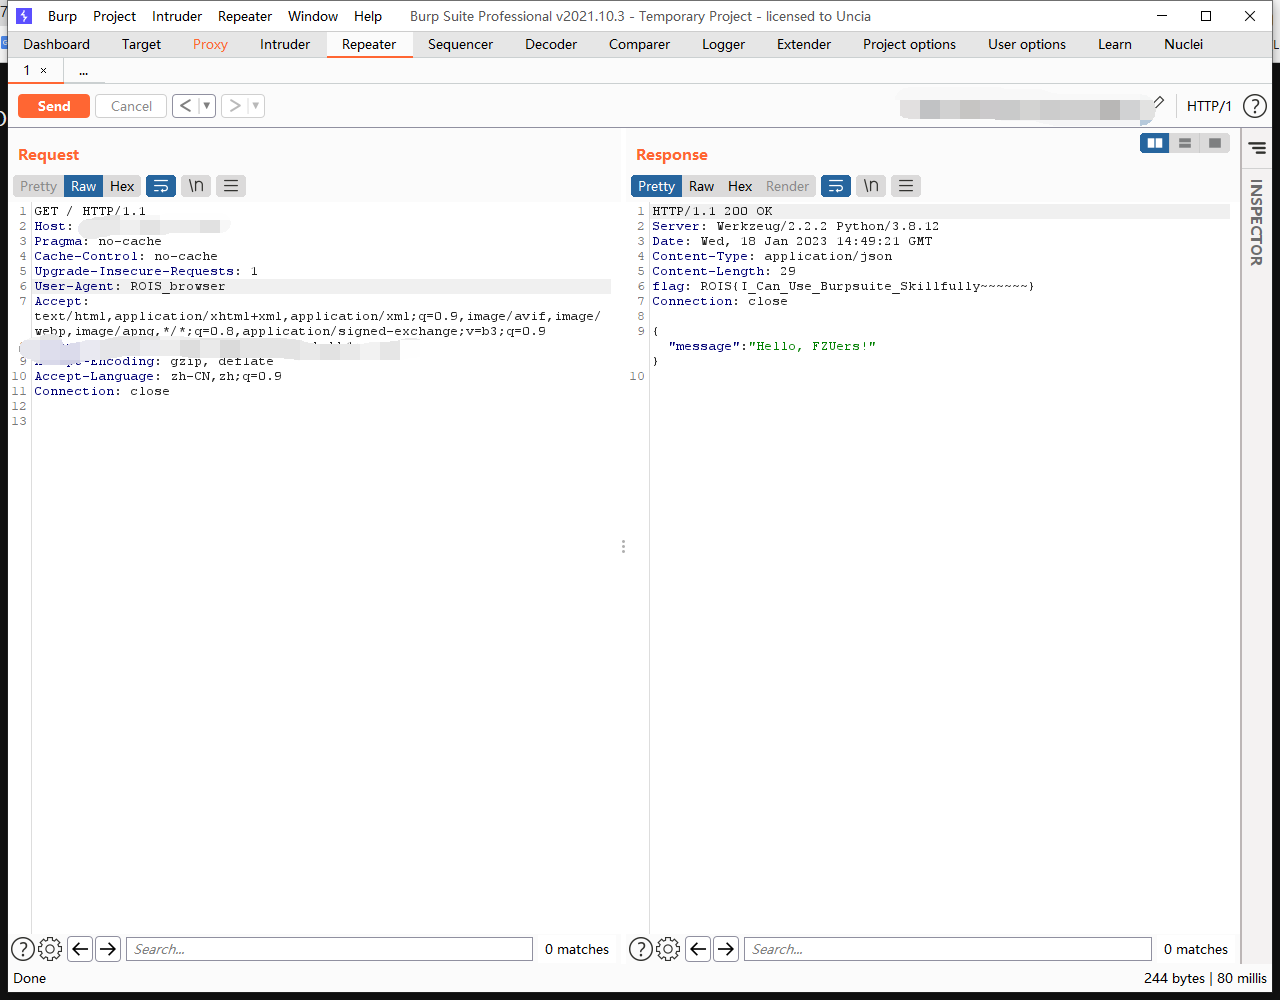 Burp Project Intruder Repeater Window Help Burp Suite Professional v2021.10.3 - Temporary Project - licensed to Uncia
Dashboard Target Proxy Intruder Repeater Sequencer Decoder Comparer Logger Extender Project options User options Learn Nuclei
1 × ...
Send Cancel < > HTTP/1 ?
Request
Pretty Raw Hex \n
1 GET / HTTP/1.1
2 Host:
3 Pragma: no-cache
4 Cache-Control: no-cache
5 Upgrade-Insecure-Requests: 1
6 User-Agent: ROIS_browser
7 Accept:
text/html,application/xhtml+xml,application/xml;q=0.9,image/avif,image/
webp,image/apng,*/*;q=0.8,application/signed-exchange;v=b3;q=0.9
9 Accept-Encoding: gzip, deflate
10 Accept-Language: zh-CN,zh;q=0.9
11 Connection: close
12
13
Response
Pretty Raw Hex Render \n
1 HTTP/1.1 200 OK
2 Server: Werkzeug/2.2.2 Python/3.8.12
3 Date: Wed, 18 Jan 2023 14:49:21 GMT
4 Content-Type: application/json
5 Content-Length: 29
6 flag: ROIS{I_Can_Use_Burpsuite_Skillfully~~~~~~}
7 Connection: close
8
9 {
"message":"Hello, FZUers!"
}
10
INSPECTOR
? Search... 0 matches
? Search... 0 matches
Done
244 bytes | 80 millis